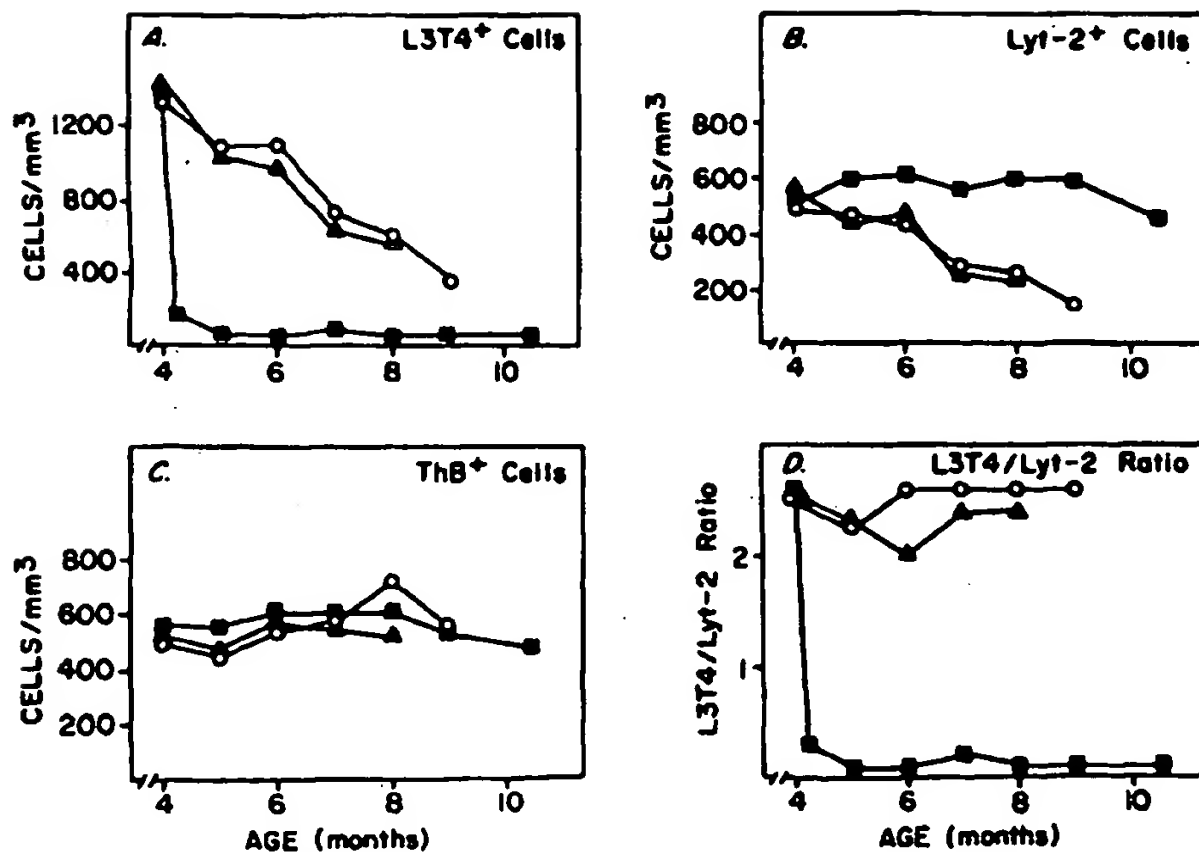 A.
L3T4+ Cells
CELLS/mm³
1200
800
400
4 6 8 10
B.
Lyt-2+ Cells
CELLS/mm³
800
600
400
200
4 6 8 10
C.
ThB+ Cells
CELLS/mm³
800
600
400
200
4 6 8 10
AGE (months)
D.
L3T4/Lyt-2 Ratio
L3T4/Lyt-2 Ratio
2
1
4 6 8 10
AGE (months)